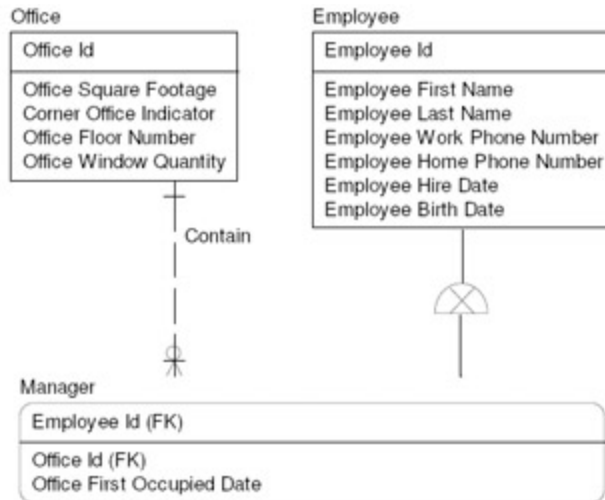 Office
Office Id
Office Square Footage
Corner Office Indicator
Office Floor Number
Office Window Quantity
Employee
Employee Id
Employee First Name
Employee Last Name
Employee Work Phone Number
Employee Home Phone Number
Employee Hire Date
Employee Birth Date
Contain
Manager
Employee Id (FK)
Office Id (FK)
Office First Occupied Date